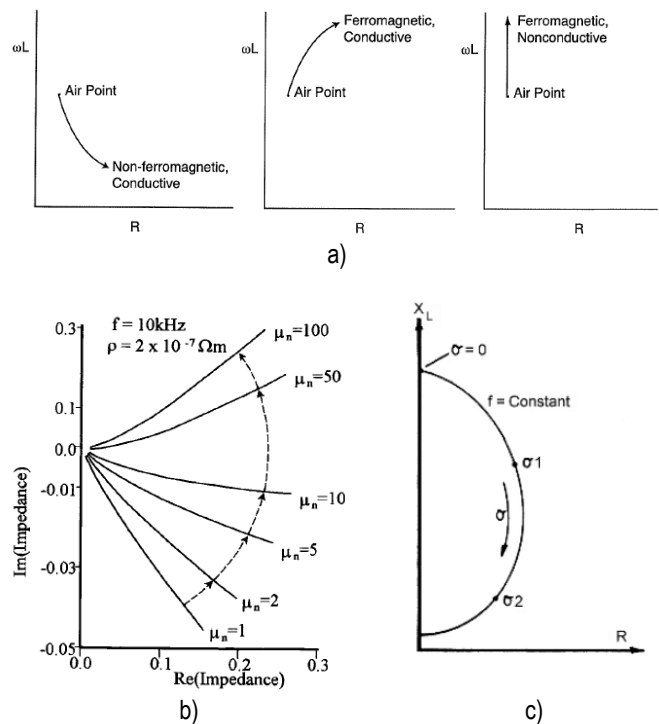 ωL
Air Point
Non-ferromagnetic,
Conductive
R
ωL
Ferromagnetic,
Conductive
Air Point
R
ωL
Ferromagnetic,
Nonconductive
Air Point
R
a)
f = 10kHz
ρ = 2 x 10⁻⁷ Ωm
μₙ=100
μₙ=50
μₙ=10
μₙ=5
μₙ=2
μₙ=1
Im(Impedance)
0.3
0.1
0.0
-0.01
-0.03
-0.05
0.0
0.1
0.2
0.3
Re(Impedance)
b)
X_L
σ=0
f = Constant
σ1
σ
σ2
R
c)